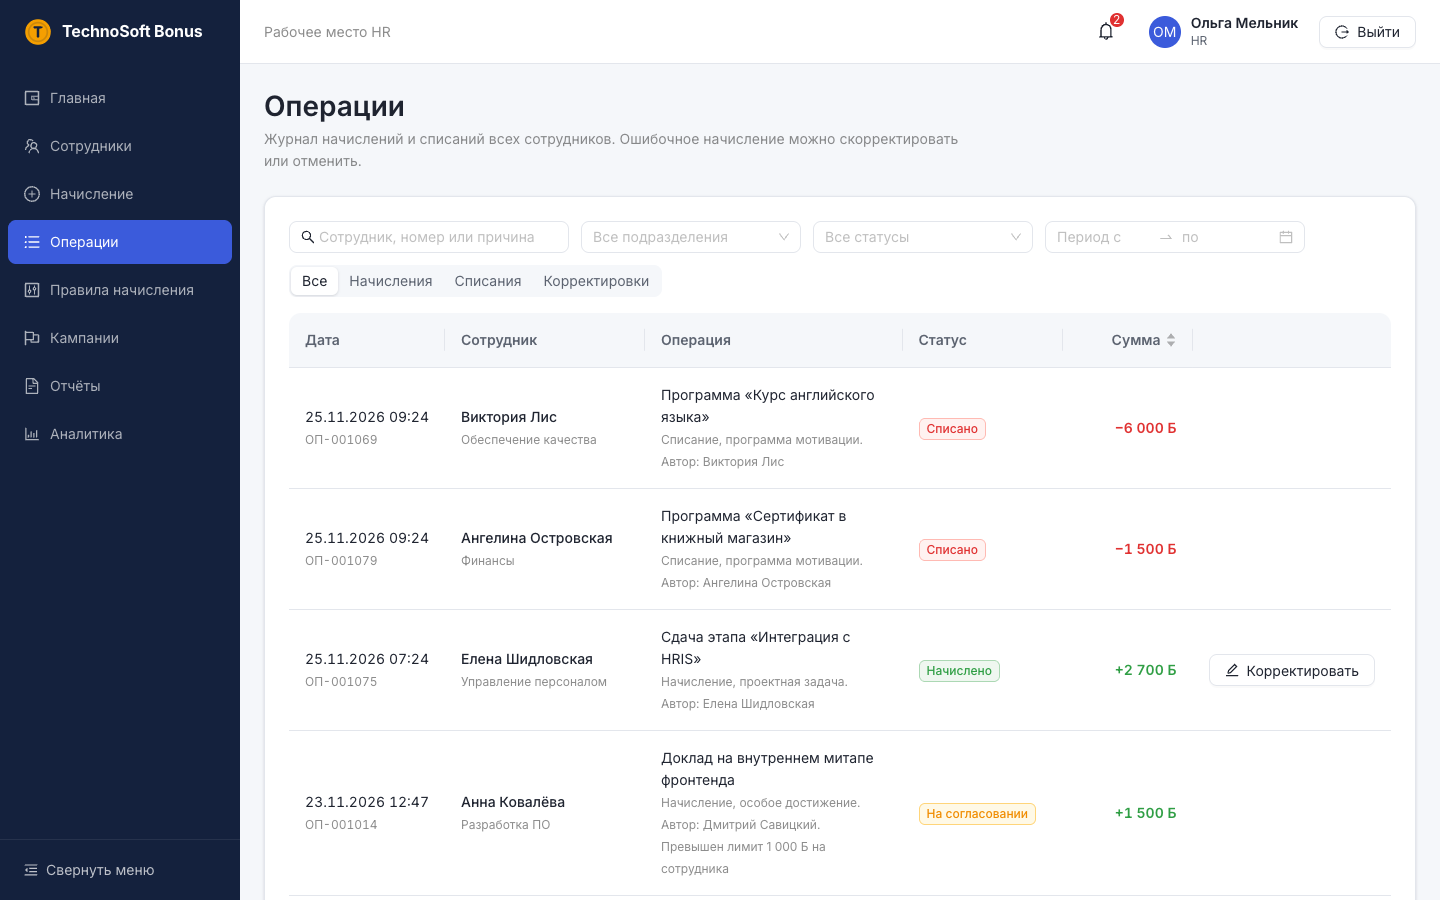 T TechnoSoft Bonus
Рабочее место HR
2
ОМ
Ольга Мельник
HR
Выйти
Главная
Сотрудники
Начисление
Операции
Правила начисления
Кампании
Отчёты
Аналитика
Свернуть меню
Операции
Журнал начислений и списаний всех сотрудников. Ошибочное начисление можно скорректировать
или отменить.
Сотрудник, номер или причина
Все подразделения
Все статусы
Период с
по
Все Начисления Списания Корректировки
Дата Сотрудник Операция Статус Сумма
25.11.2026 09:24
ОП-001069
Виктория Лис
Обеспечение качества
Программа «Курс английского
языка»
Списание, программа мотивации.
Автор: Виктория Лис
Списано
−6 000 Б
25.11.2026 09:24
ОП-001079
Ангелина Островская
Финансы
Программа «Сертификат в
книжный магазин»
Списание, программа мотивации.
Автор: Ангелина Островская
Списано
−1 500 Б
25.11.2026 07:24
ОП-001075
Елена Шидловская
Управление персоналом
Сдача этапа «Интеграция с
HRIS»
Начисление, проектная задача.
Автор: Елена Шидловская
Начислено
+2 700 Б
Корректировать
23.11.2026 12:47
ОП-001014
Анна Ковалёва
Разработка ПО
Доклад на внутреннем митапе
фронтенда
Начисление, особое достижение.
Автор: Дмитрий Савицкий.
Превышен лимит 1 000 Б на
сотрудника
На согласовании
+1 500 Б